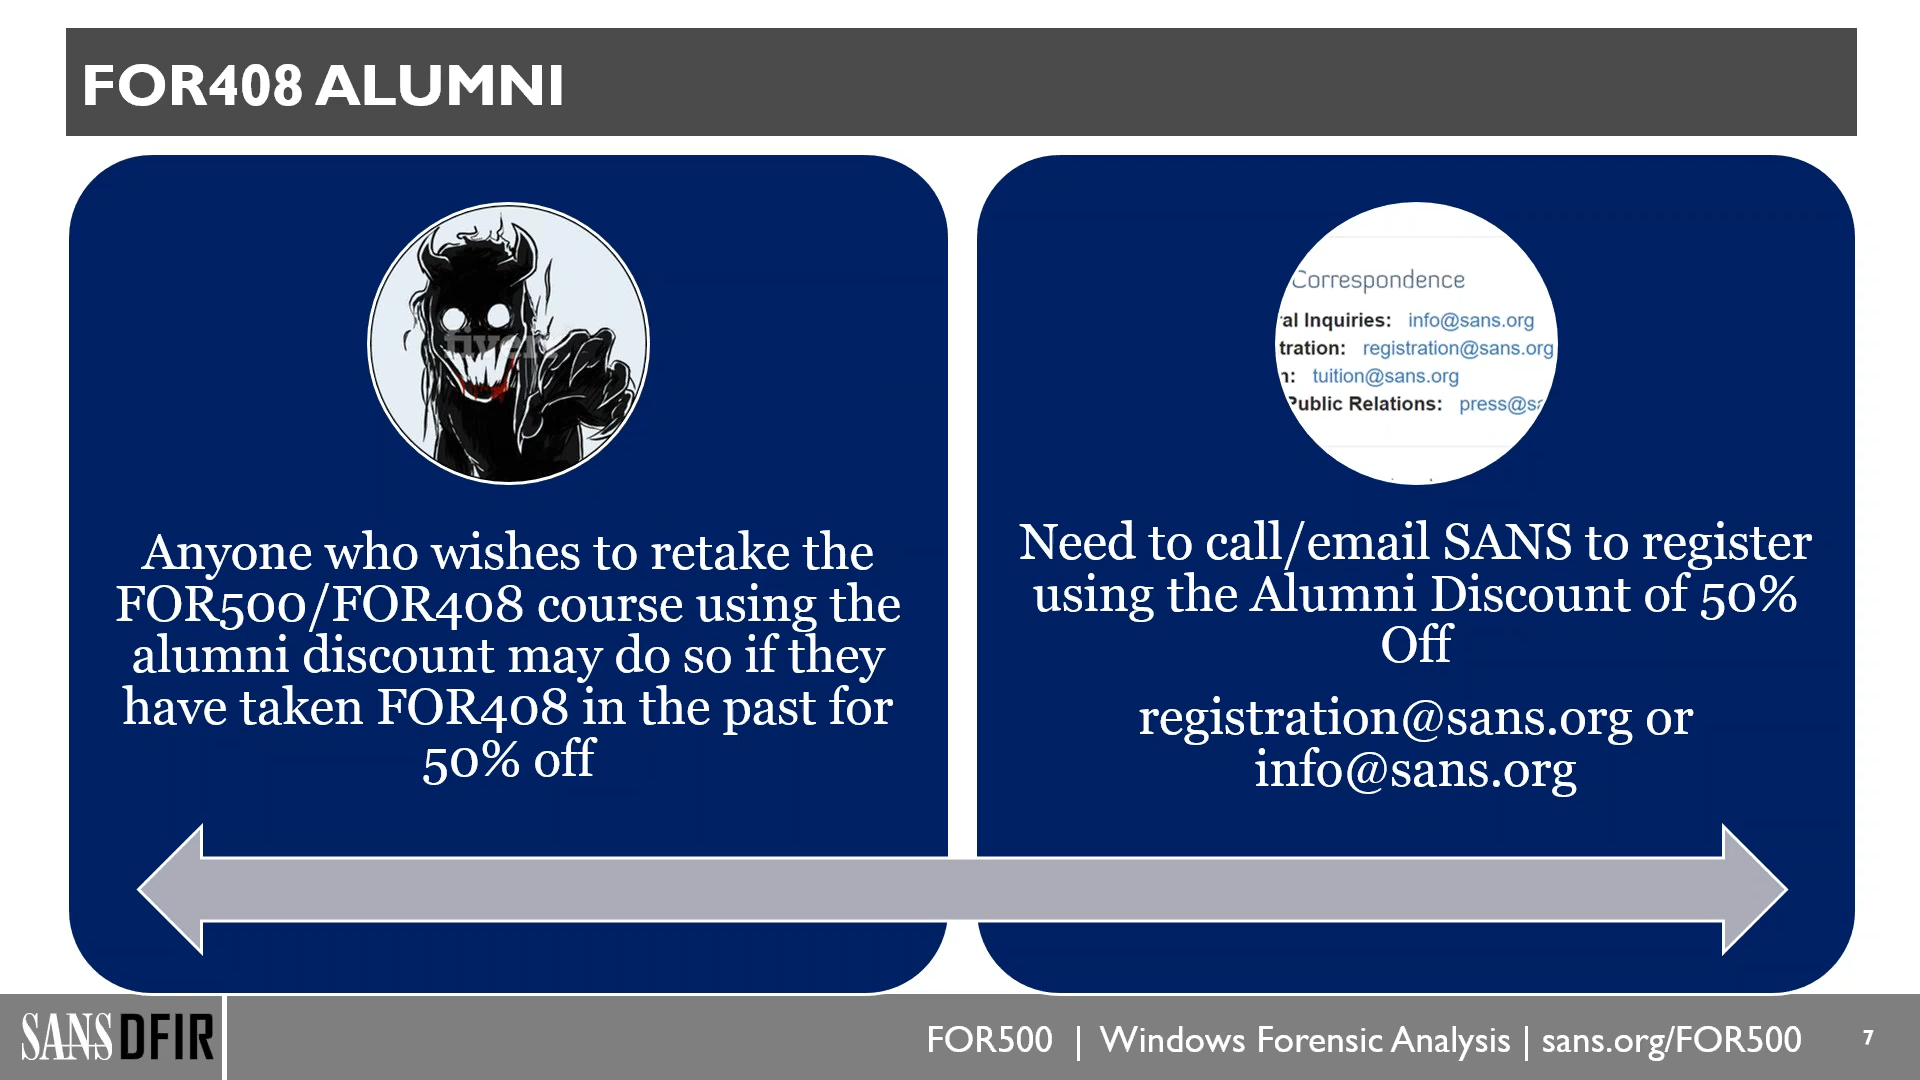 FOR408 ALUMNI
fiverr
Anyone who wishes to retake the
FOR500/FOR408 course using the
alumni discount may do so if they
have taken FOR408 in the past for
50% off
Correspondence
al Inquiries: info@sans.org
tration: registration@sans.org
n: tuition@sans.org
Public Relations: press@sa
Need to call/email SANS to register
using the Alumni Discount of 50%
Off
registration@sans.org or
info@sans.org
SANS DFIR
FOR500 | Windows Forensic Analysis | sans.org/FOR500
7